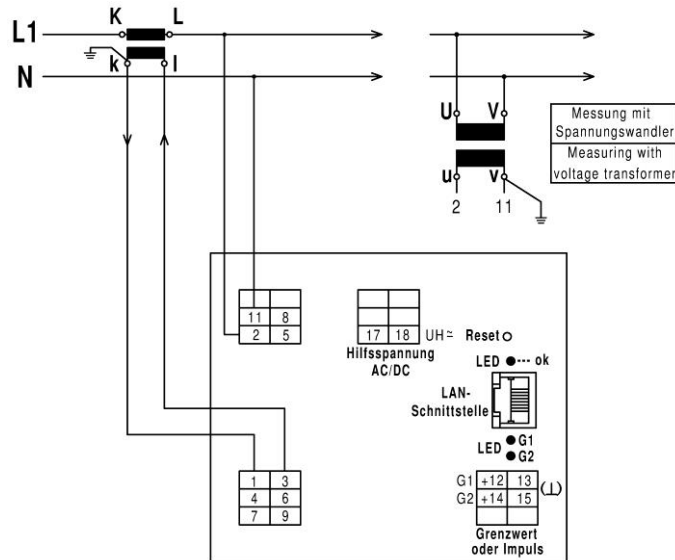 K L
L1
k l
N
U V
u v
2 11
Messung mit
Spannungswandler
Measuring with
voltage transformer
11 8
2 5
17 18 UH≃
Hilfsspannung
AC/DC
Reset
LED --- ok
LAN-
Schnittstelle
LED G1
G2
1 3
4 6
7 9
G1 +12 13 (⊥)
G2 +14 15
Grenzwert
oder Impuls